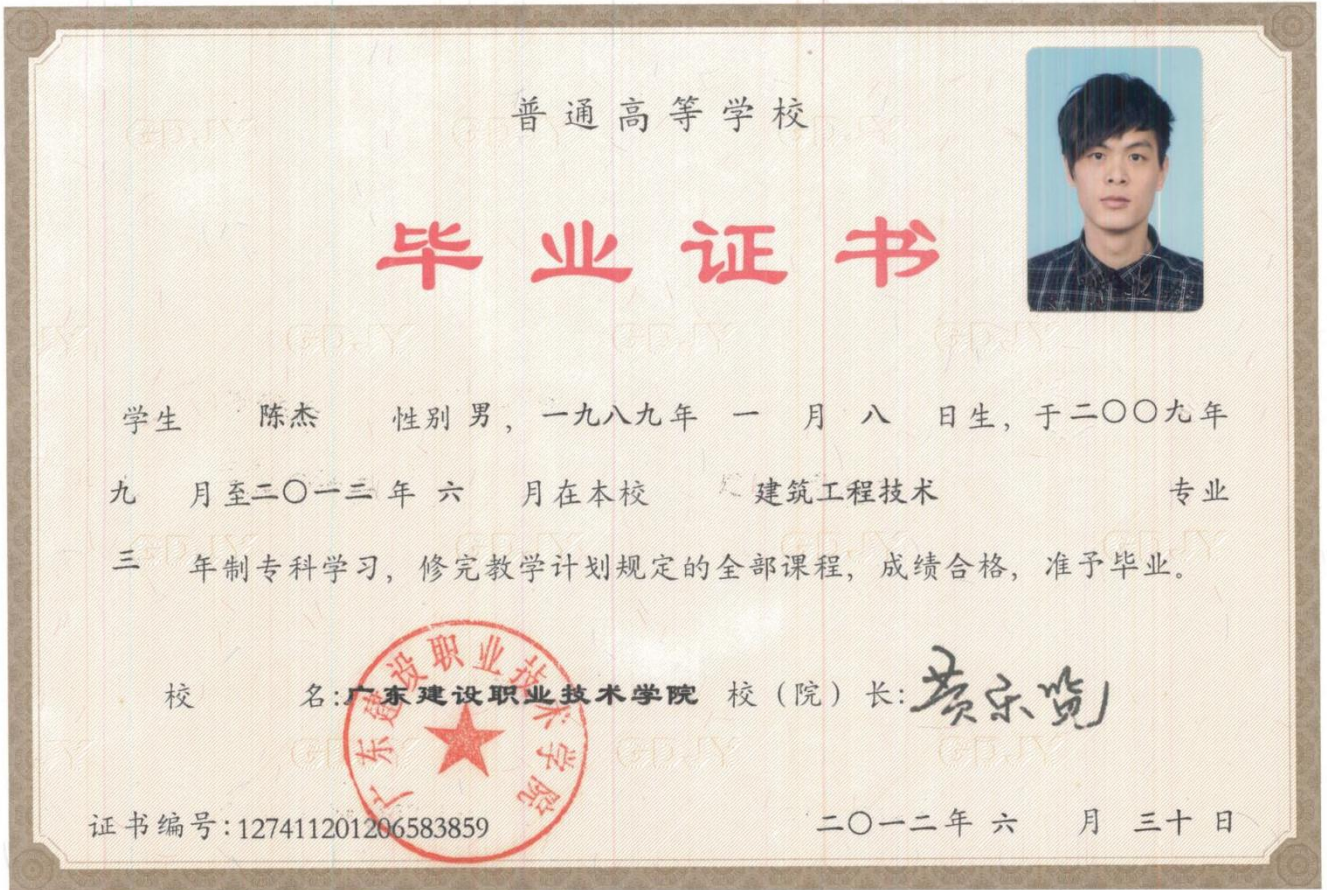 普通高等学校
毕业证书
学生 陈杰 性别 男，一九八九年 一 月 八 日生，于二〇〇九年
九 月至二〇一二 年 六 月在本校 建筑工程技术 专业
三 年制专科学习，修完教学计划规定的全部课程，成绩合格，准予毕业。
校 名:广东建设职业技术学院 校（院）长:
广东建设职业技术学院
证书编号:127411201206583859 二〇一二年 六 月 三十 日